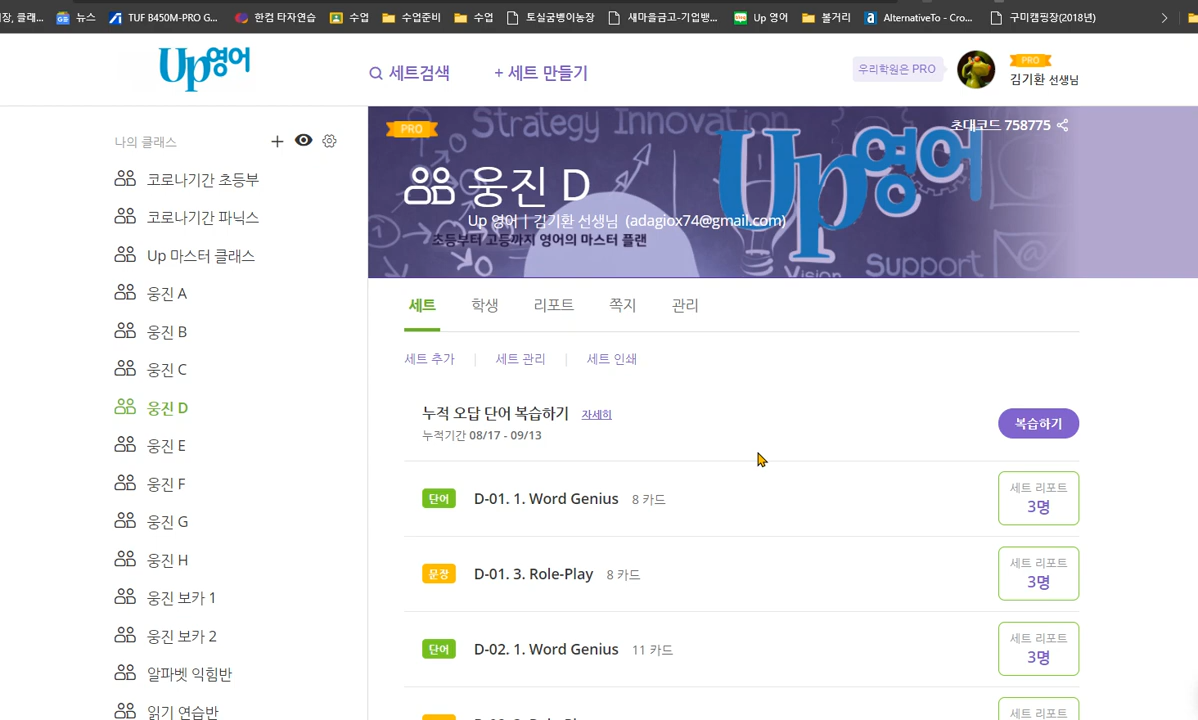 장, 클래...
뉴스
TUF B450M-PRO G...
한컴 타자연습
수업
수업준비
수업
토실굼벵이농장
새마을금고-기업뱅...
Up 영어
볼거리
AlternativeTo - Cro...
구미캠핑장(2018년)
Up영어
세트검색
+ 세트 만들기
우리학원은 PRO
PRO
김기환 선생님
나의 클래스
코로나기간 초등부
코로나기간 파닉스
Up 마스터 클래스
웅진 A
웅진 B
웅진 C
웅진 D
웅진 E
웅진 F
웅진 G
웅진 H
웅진 보카 1
웅진 보카 2
알파벳 익힘반
읽기 연습반
PRO
Strategy Innovation
초대코드 758775
Up영어
웅진 D
Up 영어 | 김기환 선생님 (adagiox74@gmail.com)
초등부터 고등까지 영어의 마스터 플랜
Vision
Support
세트
학생
리포트
쪽지
관리
세트 추가 | 세트 관리 | 세트 인쇄
누적 오답 단어 복습하기 자세히
누적기간 08/17 - 09/13
복습하기
단어 D-01. 1. Word Genius 8 카드
세트 리포트
3명
문장 D-01. 3. Role-Play 8 카드
세트 리포트
3명
단어 D-02. 1. Word Genius 11 카드
세트 리포트
3명
세트 리포트